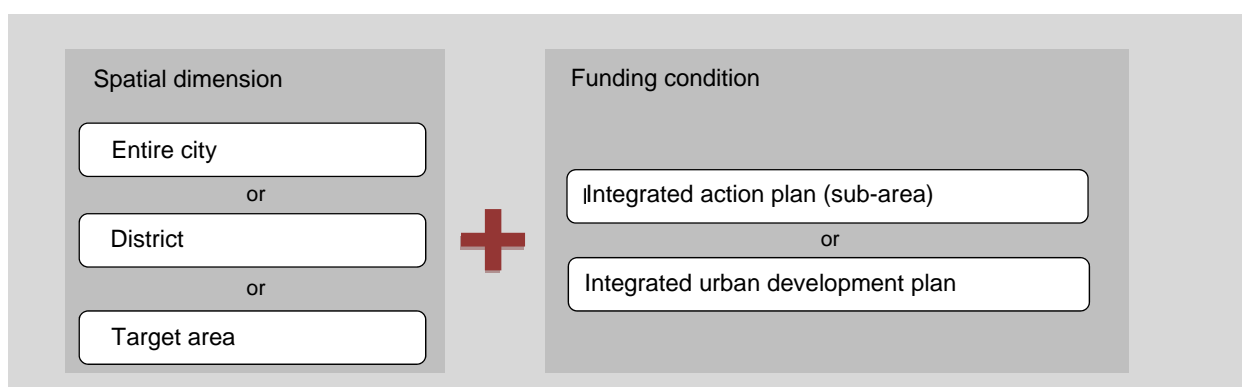 Spatial dimension
Entire city
or
District
or
Target area
Funding condition
Integrated action plan (sub-area)
or
Integrated urban development plan